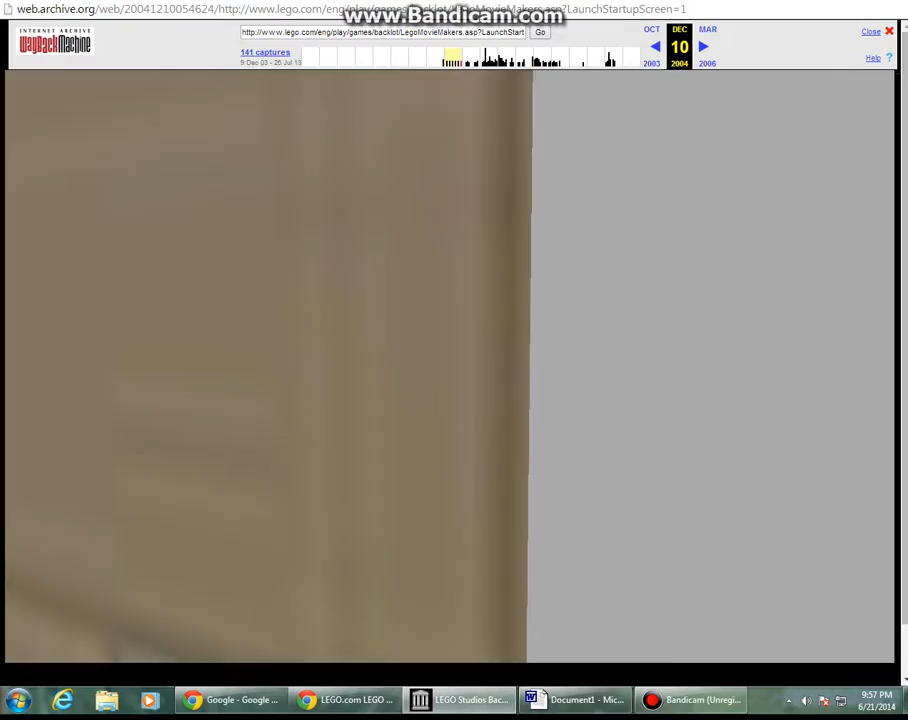 www.Bandicam.com
web.archive.org/web/20041210054624/http://www.lego.com/eng/play/games/backlot/LegoMovieMakers.asp?LaunchStartupScreen=1
INTERNET ARCHIVE
WayBackMachine
http://www.lego.com/eng/play/games/backlot/LegoMovieMakers.asp?LaunchStart
Go
OCT DEC MAR
Close
141 captures
10
9 Dec 03 - 26 Jul 13
2003 2004 2006
Help ?
Google - Google ...
LEGO.com LEGO ...
LEGO Studios Bac...
Document1 - Mic...
Bandicam (Unregi...
9:57 PM
6/21/2014